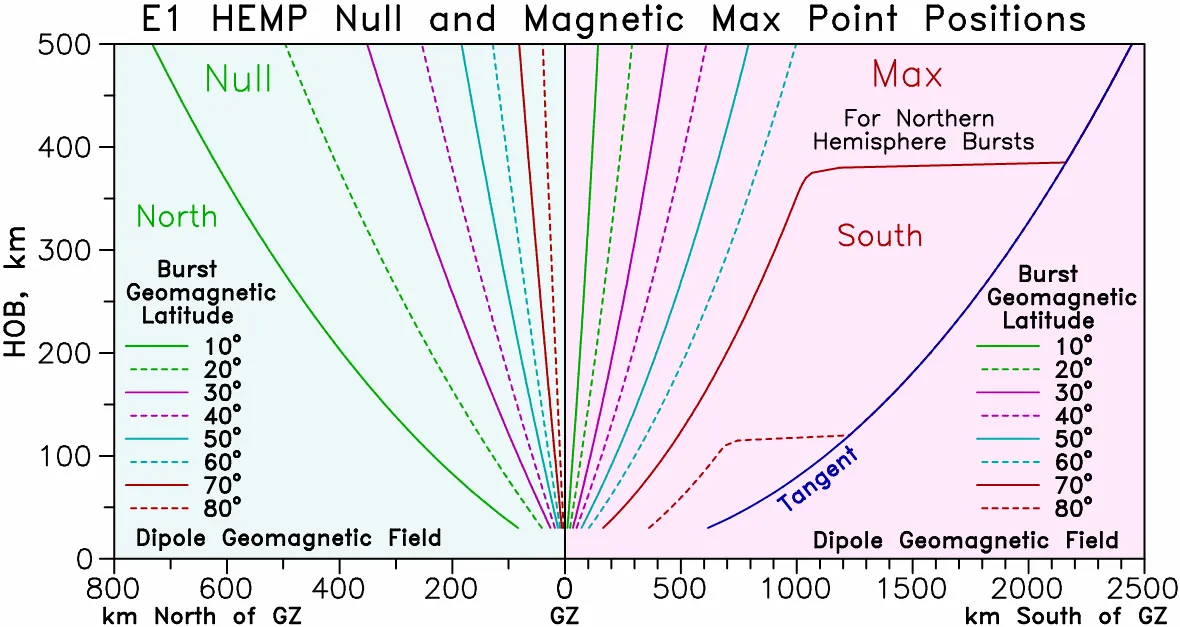 E1 HEMP Null and Magnetic Max Point Positions
500
400
300
200
100
0
HOB, km
Null
North
Burst
Geomagnetic
Latitude
10°
20°
30°
40°
50°
60°
70°
80°
Dipole Geomagnetic Field
Max
For Northern
Hemisphere Bursts
South
Burst
Geomagnetic
Latitude
10°
20°
30°
40°
50°
60°
70°
80°
Tangent
Dipole Geomagnetic Field
800 600 400 200 0 500 1000 1500 2000 2500
km North of GZ GZ km South of GZ